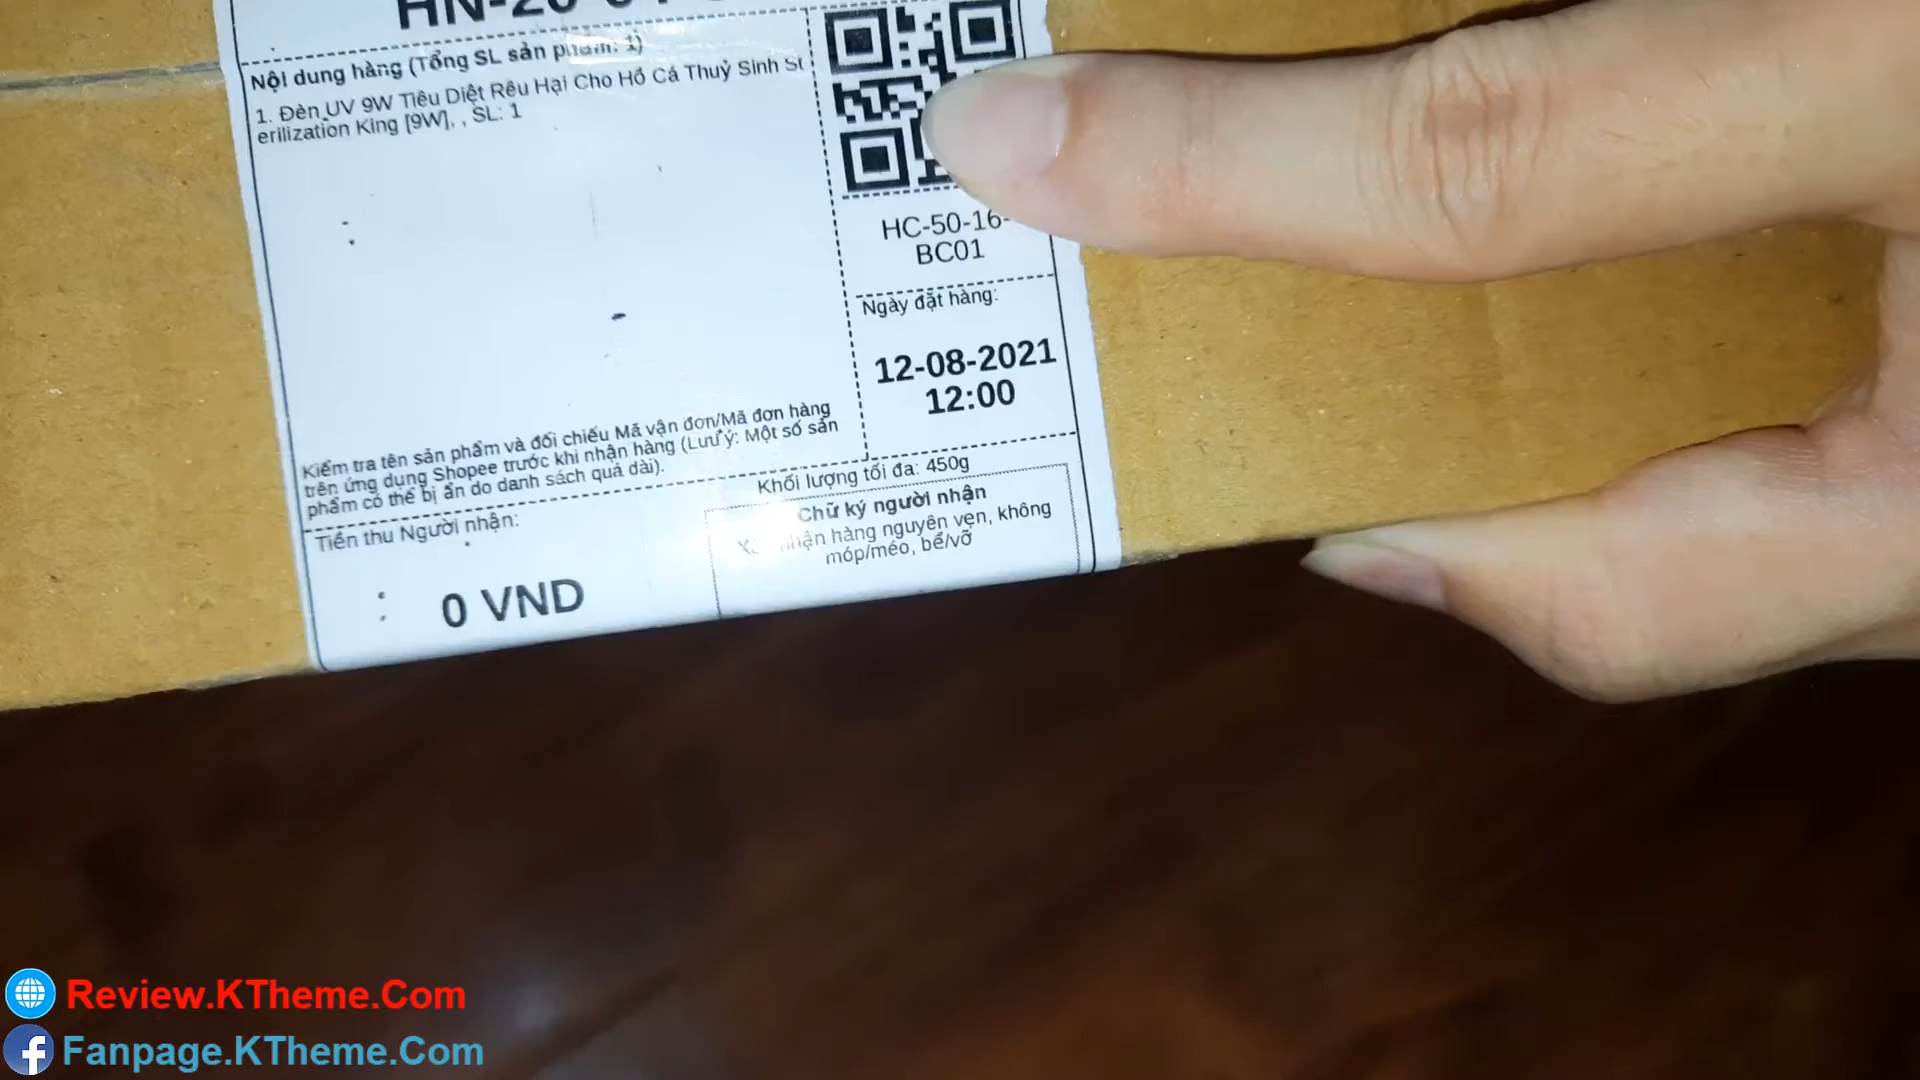 Nội dung hàng (Tổng SL sản phẩm: 1)
1. Đèn UV 9W Tiêu Diệt Rêu Hại Cho Hồ Cá Thuỷ Sinh St
erilization King [9W], , SL: 1
HC-50-16-
BC01
Ngày đặt hàng:
12-08-2021
12:00
Kiểm tra tên sản phẩm và đối chiếu Mã vận đơn/Mã đơn hàng
trên ứng dụng Shopee trước khi nhận hàng (Lưu ý: Một số sản
phẩm có thể bị ẩn do danh sách quá dài).
Khối lượng tối đa: 450g
Tiền thu Người nhận:
0 VND
Chữ ký người nhận
nhận hàng nguyên vẹn, không
móp/méo, bể/vỡ
Review.KTheme.Com
Fanpage.KTheme.Com